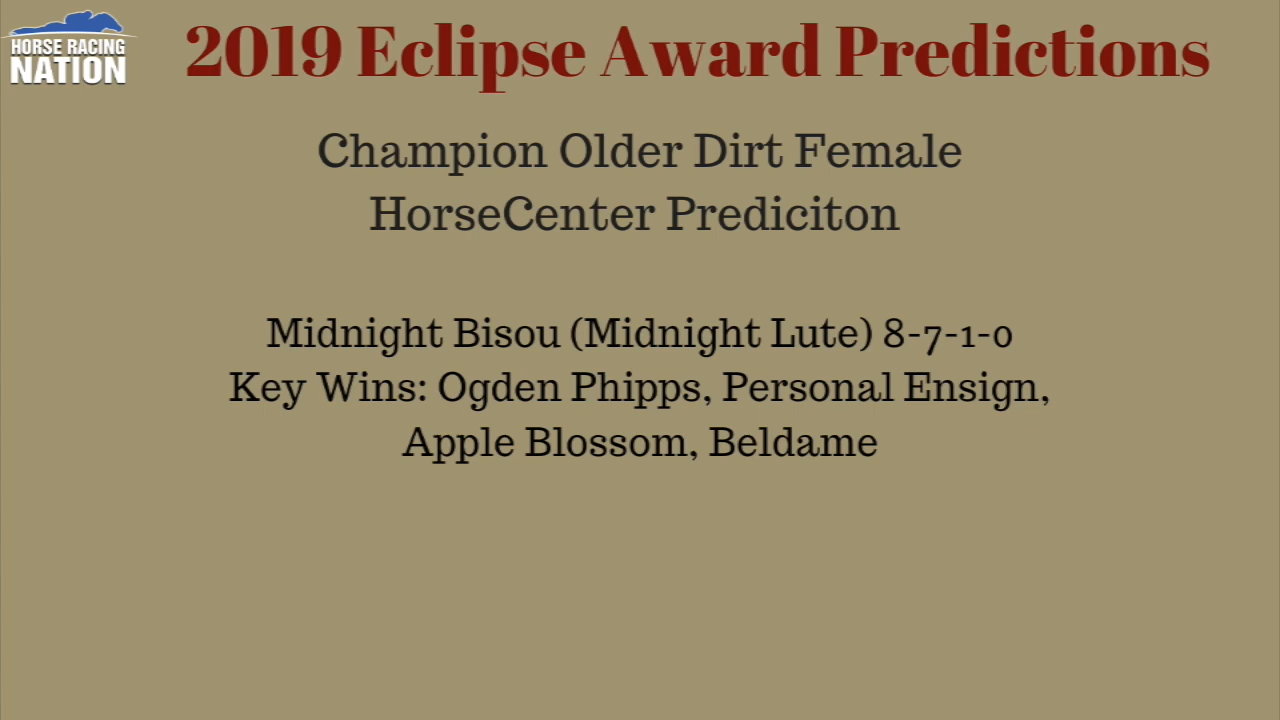 HORSE RACING
NATION
2019 Eclipse Award Predictions
Champion Older Dirt Female
HorseCenter Prediciton
Midnight Bisou (Midnight Lute) 8-7-1-0
Key Wins: Ogden Phipps, Personal Ensign,
Apple Blossom, Beldame